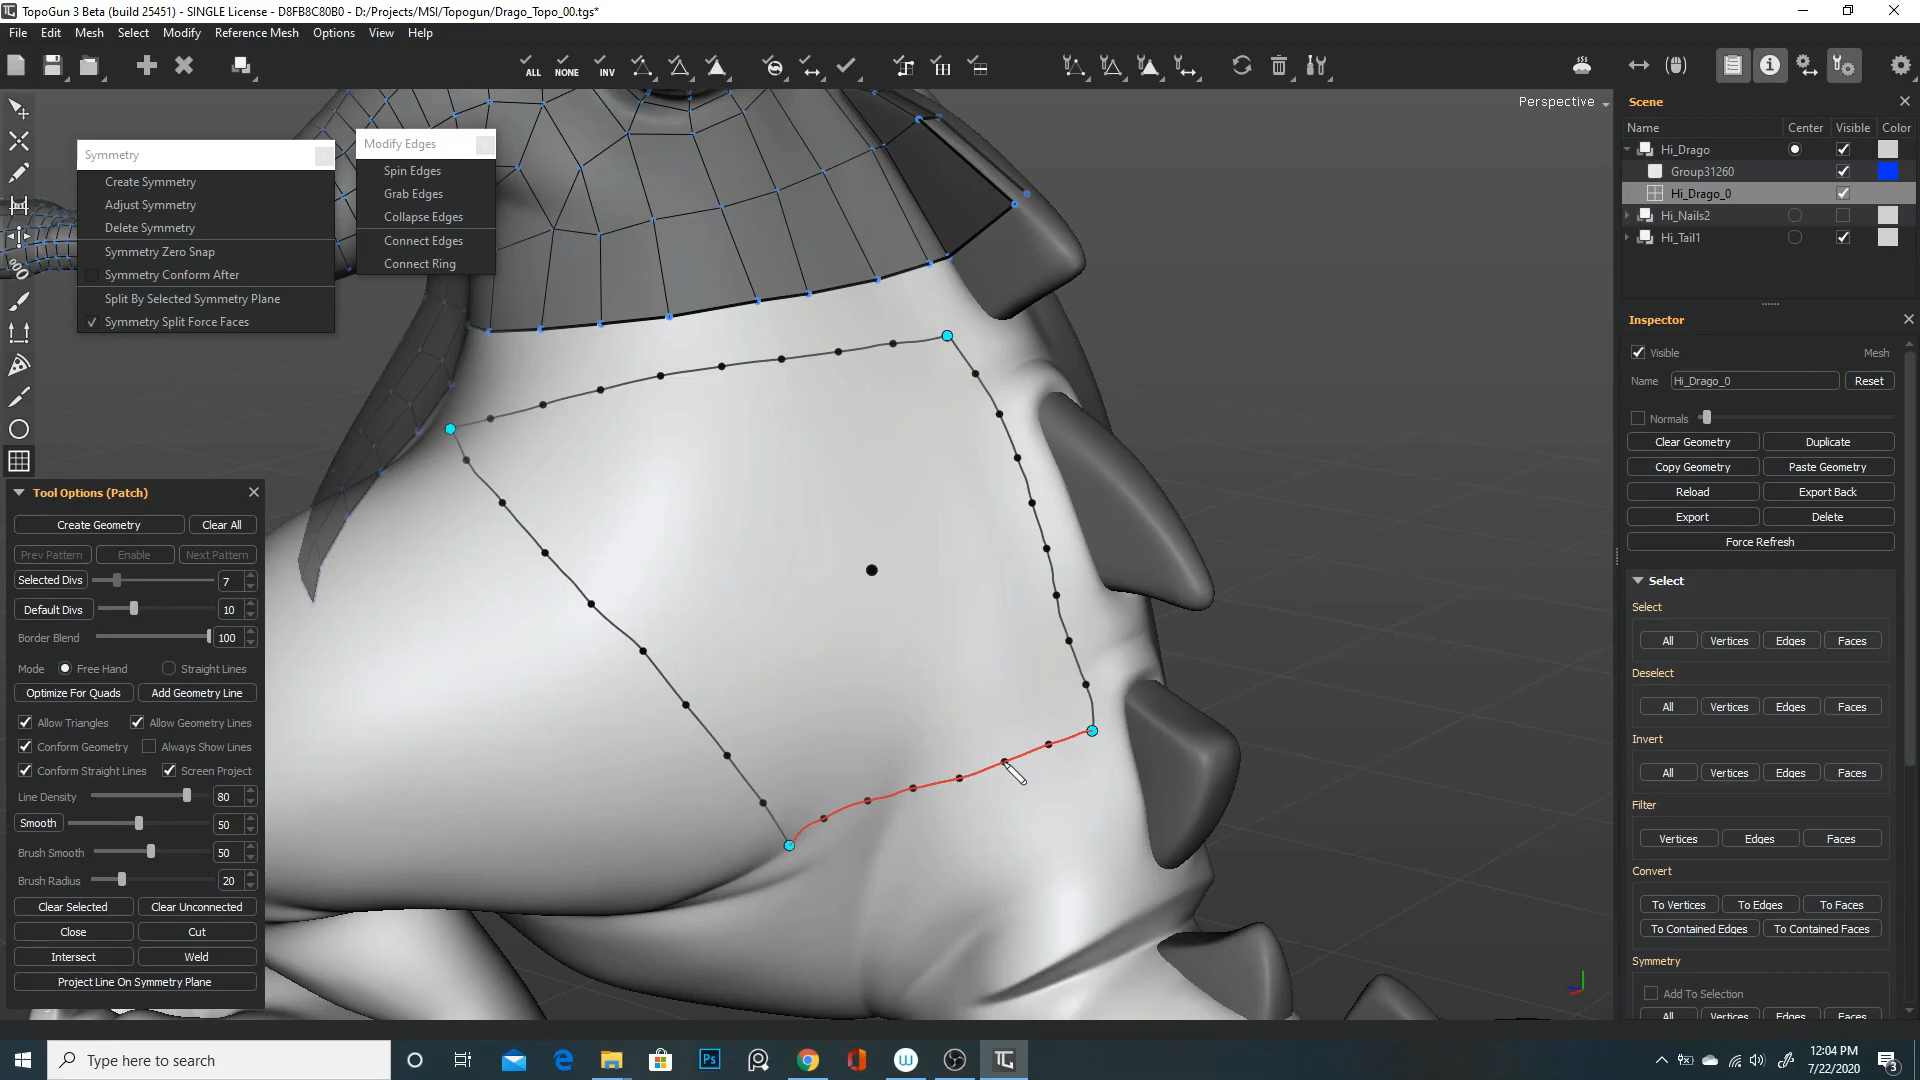 TopoGun 3 Beta (build 25451) - SINGLE License - D8FB8C80B0 - D:/Projects/MSI/Topogun/Drago_Topo_00.tgs*
File Edit Mesh Select Modify Reference Mesh Options View Help
ALL NONE INV
Perspective
Symmetry
Create Symmetry
Adjust Symmetry
Delete Symmetry
Symmetry Zero Snap
Symmetry Conform After
Split By Selected Symmetry Plane
Symmetry Split Force Faces
Modify Edges
Spin Edges
Grab Edges
Collapse Edges
Connect Edges
Connect Ring
Tool Options (Patch)
Create Geometry Clear All
Prev Pattern Enable Next Pattern
Selected Divs 7
Default Divs 10
Border Blend 100
Mode Free Hand Straight Lines
Optimize For Quads Add Geometry Line
Allow Triangles Allow Geometry Lines
Conform Geometry Always Show Lines
Conform Straight Lines Screen Project
Line Density 80
Smooth 50
Brush Smooth 50
Brush Radius 20
Clear Selected Clear Unconnected
Close Cut
Intersect Weld
Project Line On Symmetry Plane
Scene
Name Center Visible Color
Hi_Drago
Group31260
Hi_Drago_0
Hi_Nails2
Hi_Tail1
Inspector
Visible Mesh
Name Hi_Drago_0 Reset
Normals
Clear Geometry Duplicate
Copy Geometry Paste Geometry
Reload Export Back
Export Delete
Force Refresh
Select
Select
All Vertices Edges Faces
Deselect
All Vertices Edges Faces
Invert
All Vertices Edges Faces
Filter
Vertices Edges Faces
Convert
To Vertices To Edges To Faces
To Contained Edges To Contained Faces
Symmetry
Add To Selection
All Vertices Edges Faces
Type here to search
Ps
W
12:04 PM
7/22/2020
3